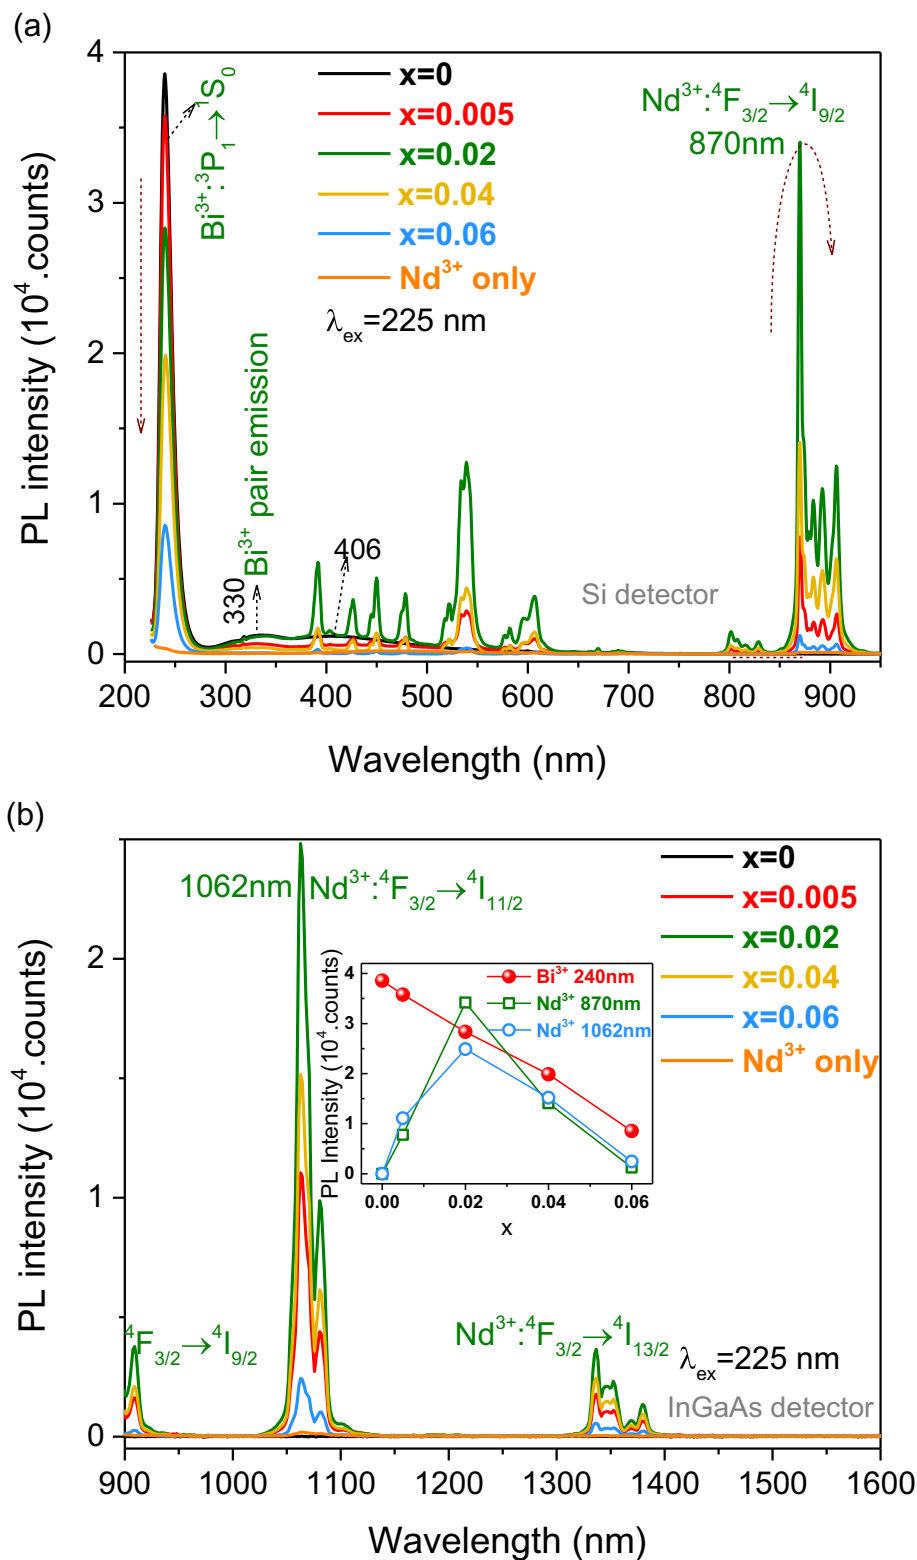 (a)
4
3
2
1
0
PL intensity (10⁴.counts)
Bi³⁺:³P₁→¹S₀
x=0
x=0.005
x=0.02
x=0.04
x=0.06
Nd³⁺ only
λₑₓ=225 nm
Nd³⁺:⁴F₃/₂→⁴I₉/₂
870nm
Bi³⁺ pair emission
330
406
Si detector
200 300 400 500 600 700 800 900
Wavelength (nm)
(b)
2
1
0
PL intensity (10⁴.counts)
1062nm Nd³⁺:⁴F₃/₂→⁴I₁₁/₂
x=0
x=0.005
x=0.02
x=0.04
x=0.06
Nd³⁺ only
4
3
2
1
0
PL Intensity (10⁴.counts)
Bi³⁺ 240nm
Nd³⁺ 870nm
Nd³⁺ 1062nm
0.00 0.02 0.04 0.06
x
⁴F₃/₂→⁴I₉/₂
Nd³⁺:⁴F₃/₂→⁴I₁₃/₂
λₑₓ=225 nm
InGaAs detector
900 1000 1100 1200 1300 1400 1500 1600
Wavelength (nm)